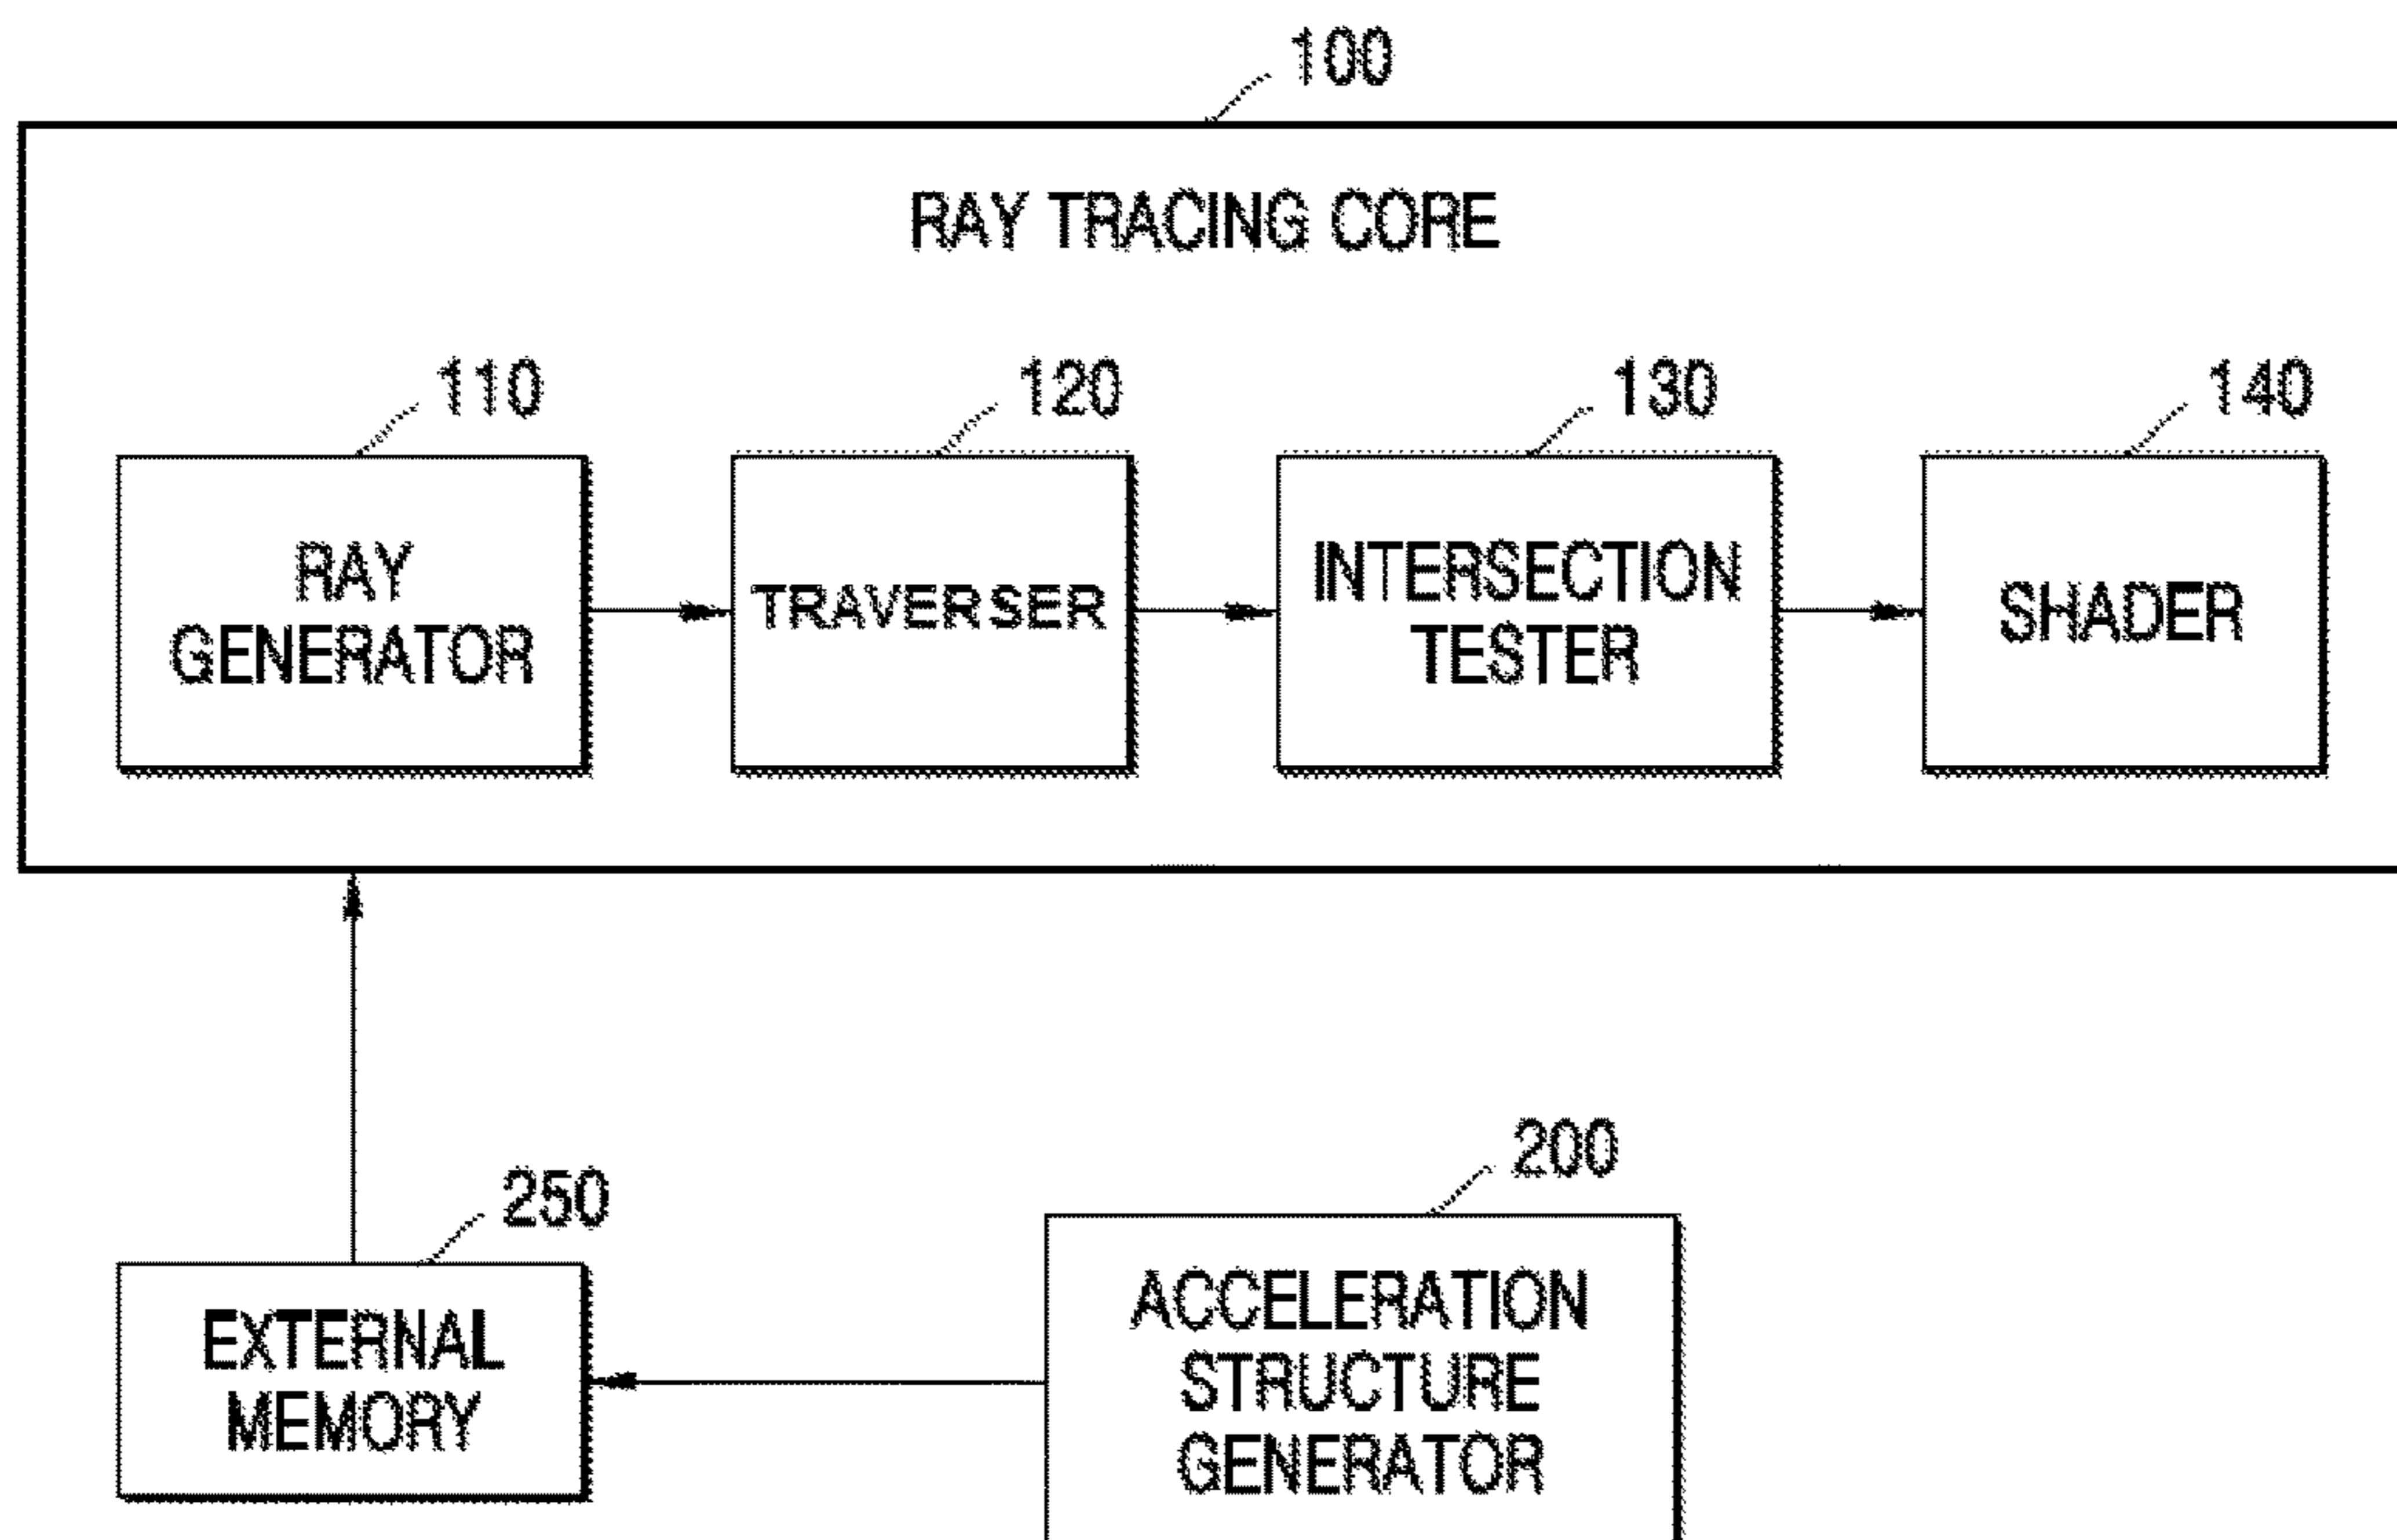 100
RAY TRACING CORE
110
120
130
140
RAY
GENERATOR
TRAVERSER
INTERSECTION
TESTER
SHADER
250
200
EXTERNAL
MEMORY
ACCELERATION
STRUCTURE
GENERATOR